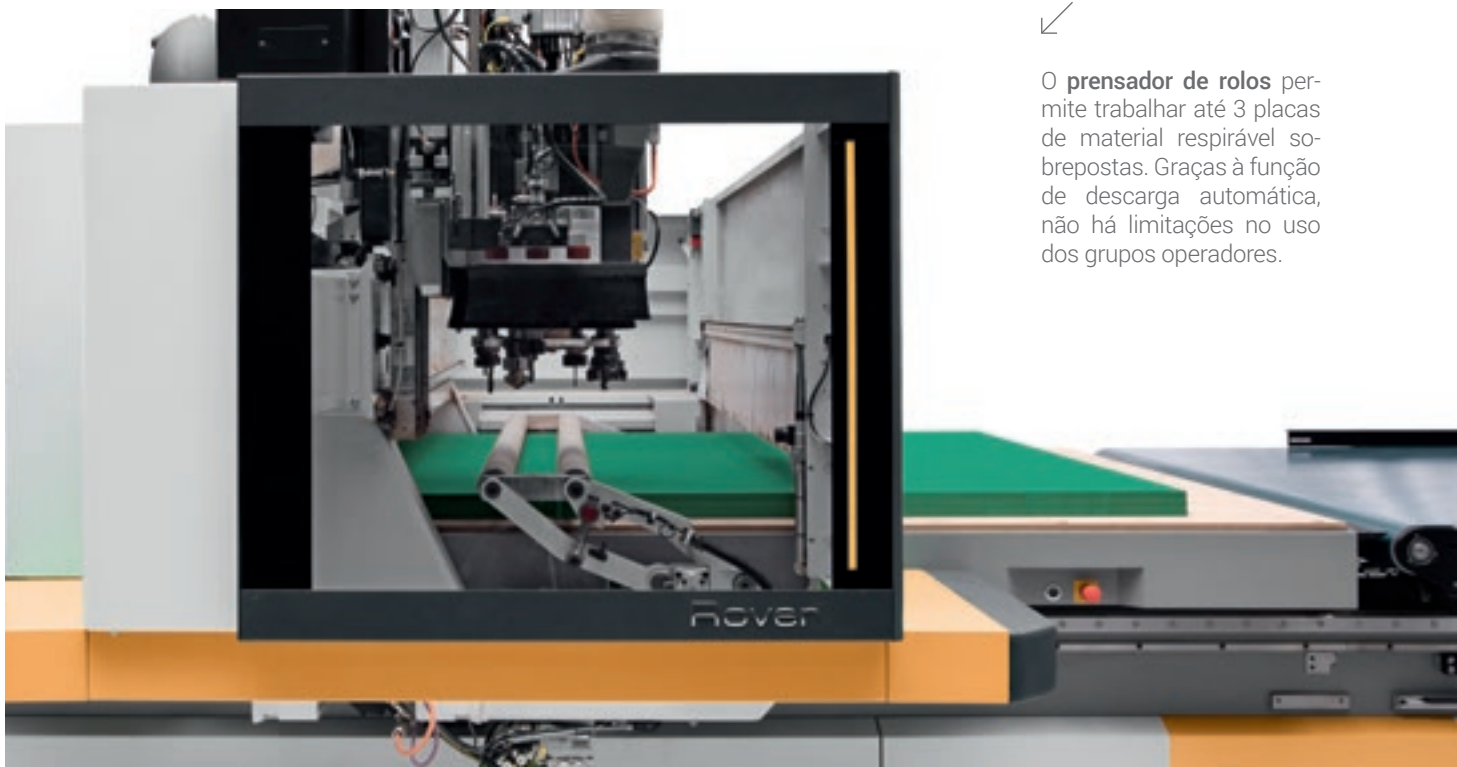 O prensador de rolos per-
mite trabalhar até 3 placas
de material respirável so-
brepostas. Graças à função
de descarga automática,
não há limitações no uso
dos grupos operadores.
Rover